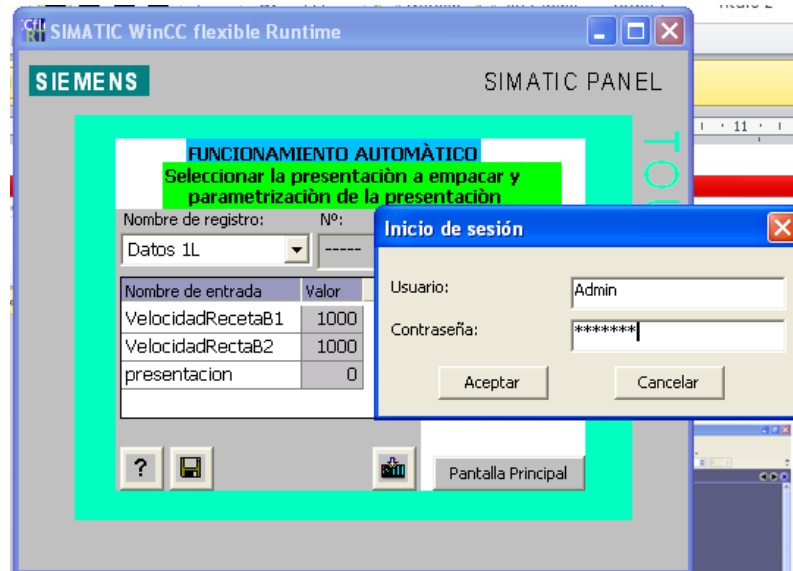 SIMATIC WinCC flexible Runtime
SIEMENS
SIMATIC PANEL
11
FUNCIONAMIENTO AUTOMÀTICO
Seleccionar la presentaciòn a empacar y
parametrizaciòn de la presentaciòn
Nombre de registro:
Nº:
Datos 1L
-----
Nombre de entrada
Valor
VelocidadRecetaB1
1000
VelocidadRectaB2
1000
presentacion
0
?
Pantalla Principal
Inicio de sesión
Usuario:
Admin
Contraseña:
*******
Aceptar
Cancelar